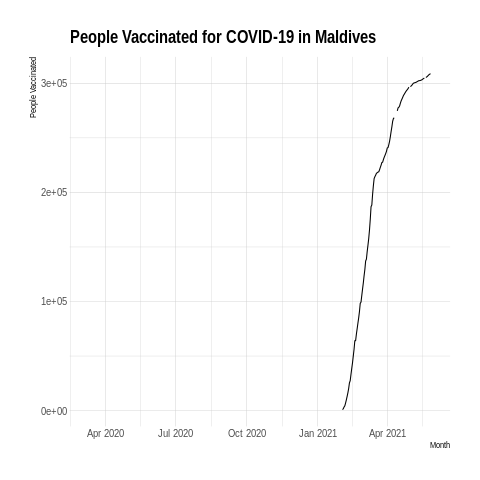 People Vaccinated for COVID-19 in Maldives
People Vaccinated
3e+05
2e+05
1e+05
0e+00
Apr 2020 Jul 2020 Oct 2020 Jan 2021 Apr 2021
Month